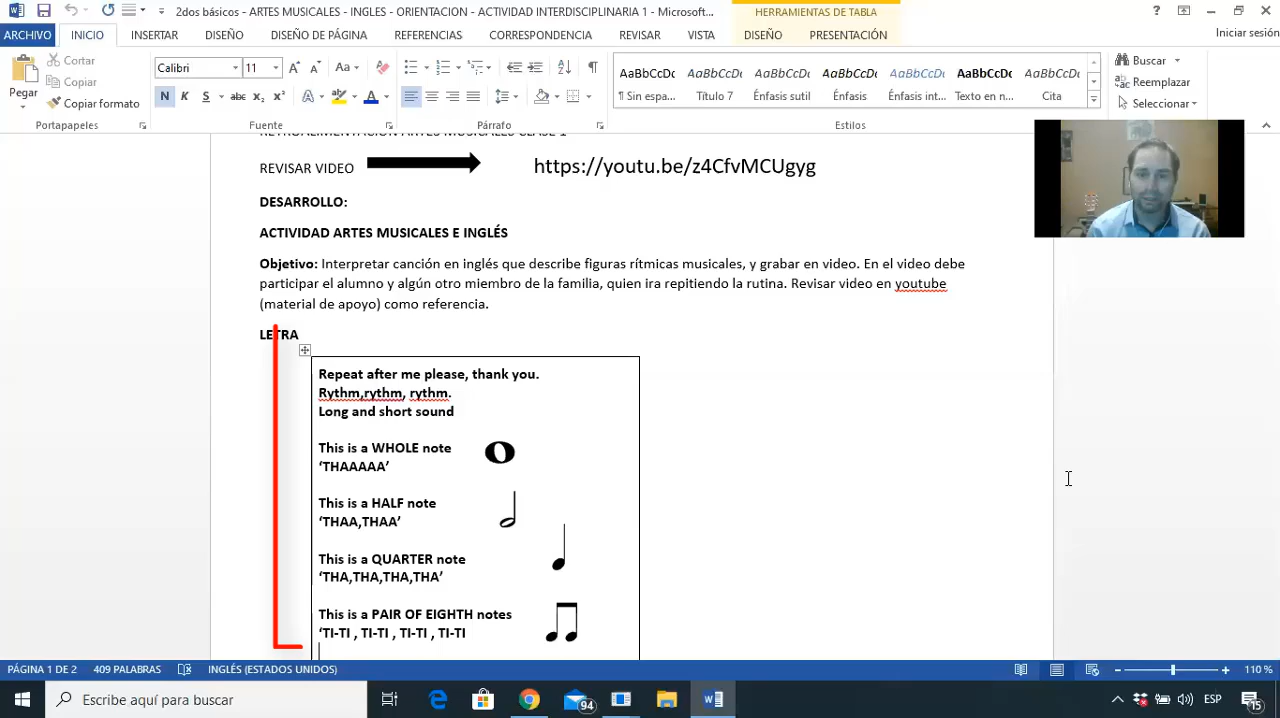 2dos básicos - ARTES MUSICALES - INGLES - ORIENTACION - ACTIVIDAD INTERDISCIPLINARIA 1 - Microsoft...
HERRAMIENTAS DE TABLA
?
ARCHIVO INICIO INSERTAR DISEÑO DISEÑO DE PÁGINA REFERENCIAS CORRESPONDENCIA REVISAR VISTA DISEÑO PRESENTACIÓN Iniciar sesión
Pegar
Cortar
Copiar
Copiar formato
Portapapeles
Calibri 11
N K S abc x₂ x²
Fuente
Párrafo
AaBbCcDc AaBbCcDc AaBbCcDc AaBbCcDc AaBbCcDc AaBbCcDc AaBbCcDc
¶ Sin espa... Título 7 Énfasis sutil Énfasis Énfasis int... Texto en n... Cita
Estilos
Buscar
Reemplazar
Seleccionar
RETROALIMENTACION ARTES MUSICALES CLASE 1
REVISAR VIDEO https://youtu.be/z4CfvMCUgyg
DESARROLLO:
ACTIVIDAD ARTES MUSICALES E INGLÉS
Objetivo: Interpretar canción en inglés que describe figuras rítmicas musicales, y grabar en video. En el video debe
participar el alumno y algún otro miembro de la familia, quien ira repitiendo la rutina. Revisar video en youtube
(material de apoyo) como referencia.
LETRA
Repeat after me please, thank you.
Rythm,rythm, rythm.
Long and short sound
This is a WHOLE note
‘THAAAAA’
This is a HALF note
‘THAA,THAA’
This is a QUARTER note
‘THA,THA,THA,THA’
This is a PAIR OF EIGHTH notes
‘TI-TI , TI-TI , TI-TI , TI-TI
PÁGINA 1 DE 2 409 PALABRAS INGLÉS (ESTADOS UNIDOS) 110 %
Escribe aquí para buscar
94
ESP
15